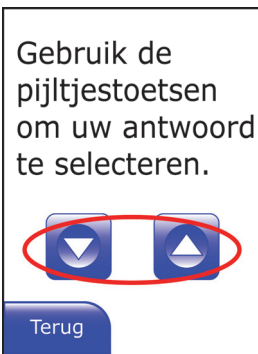 Gebruik de
pijltjestoetsen
om uw antwoord
te selecteren.
Terug